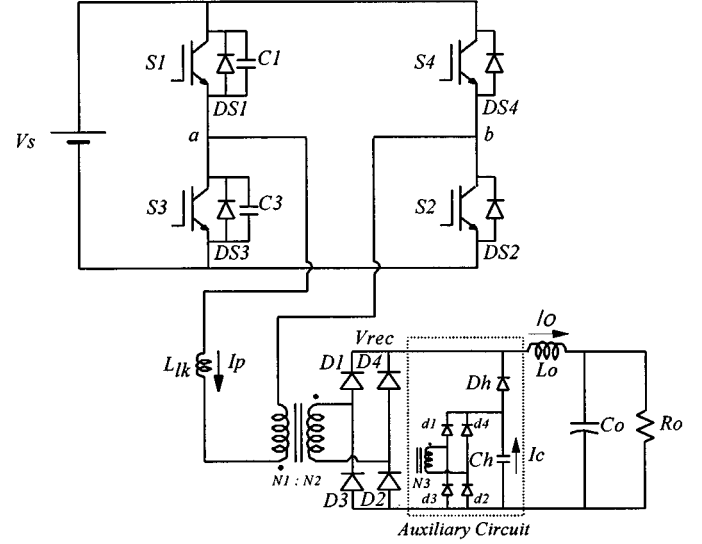 S1
C1
DS1
S4
DS4
Vs
a
b
S3
C3
DS3
S2
DS2
Llk
Ip
Vrec
Io
D1
D4
Lo
Dh
d1
d4
Ch
Ic
Co
Ro
N1 : N2
N3
D3
D2
d3
d2
Auxiliary Circuit